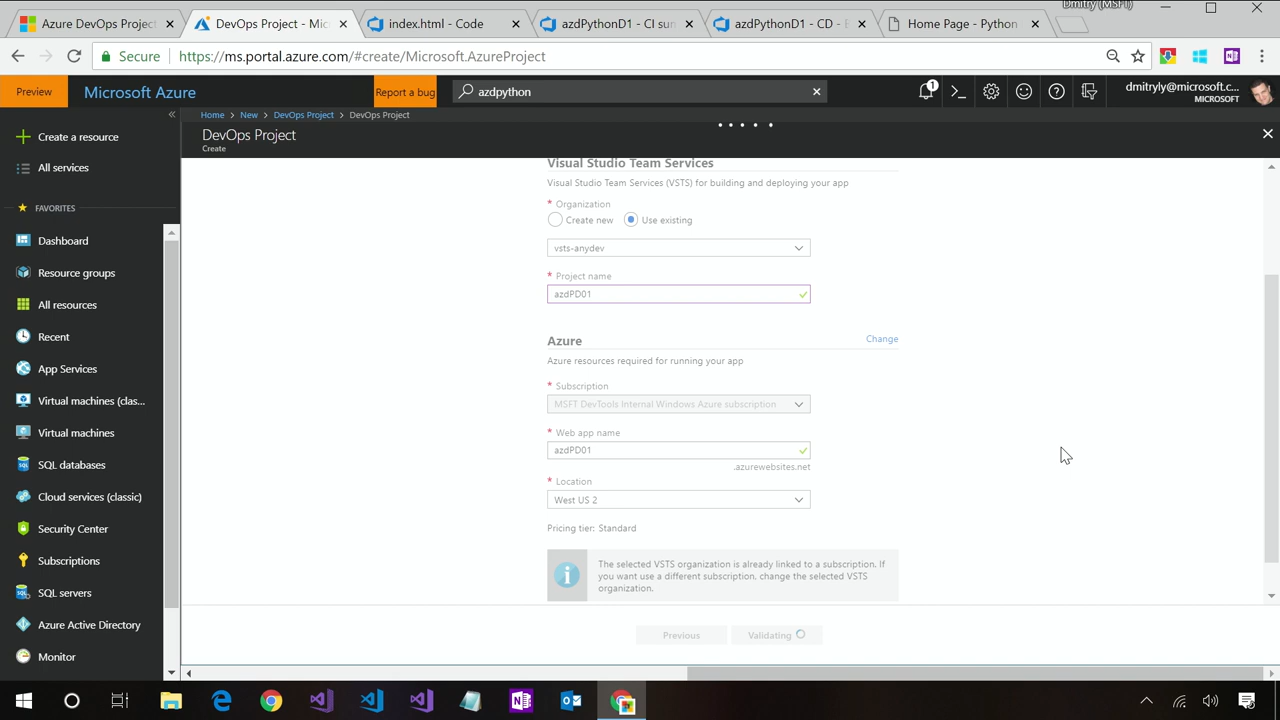 Dmitry (MSFT)
Azure DevOps Project
DevOps Project - Mic
index.html - Code
azdPythonD1 - CI sum
azdPythonD1 - CD - B
Home Page - Python
Secure
https://ms.portal.azure.com/#create/Microsoft.AzureProject
Preview
Microsoft Azure
Report a bug
azdpython
1
dmitryly@microsoft.c...
MICROSOFT
Create a resource
All services
FAVORITES
Dashboard
Resource groups
All resources
Recent
App Services
Virtual machines (clas...
Virtual machines
SQL databases
Cloud services (classic)
Security Center
Subscriptions
SQL servers
Azure Active Directory
Monitor
Home > New > DevOps Project > DevOps Project
DevOps Project
Create
Visual Studio Team Services
Visual Studio Team Services (VSTS) for building and deploying your app
* Organization
Create new Use existing
vsts-anydev
* Project name
azdPD01
Azure Change
Azure resources required for running your app
* Subscription
MSFT DevTools Internal Windows Azure subscription
* Web app name
azdPD01
.azurewebsites.net
* Location
West US 2
Pricing tier: Standard
The selected VSTS organization is already linked to a subscription. If
you want use a different subscription, change the selected VSTS
organization.
Previous
Validating